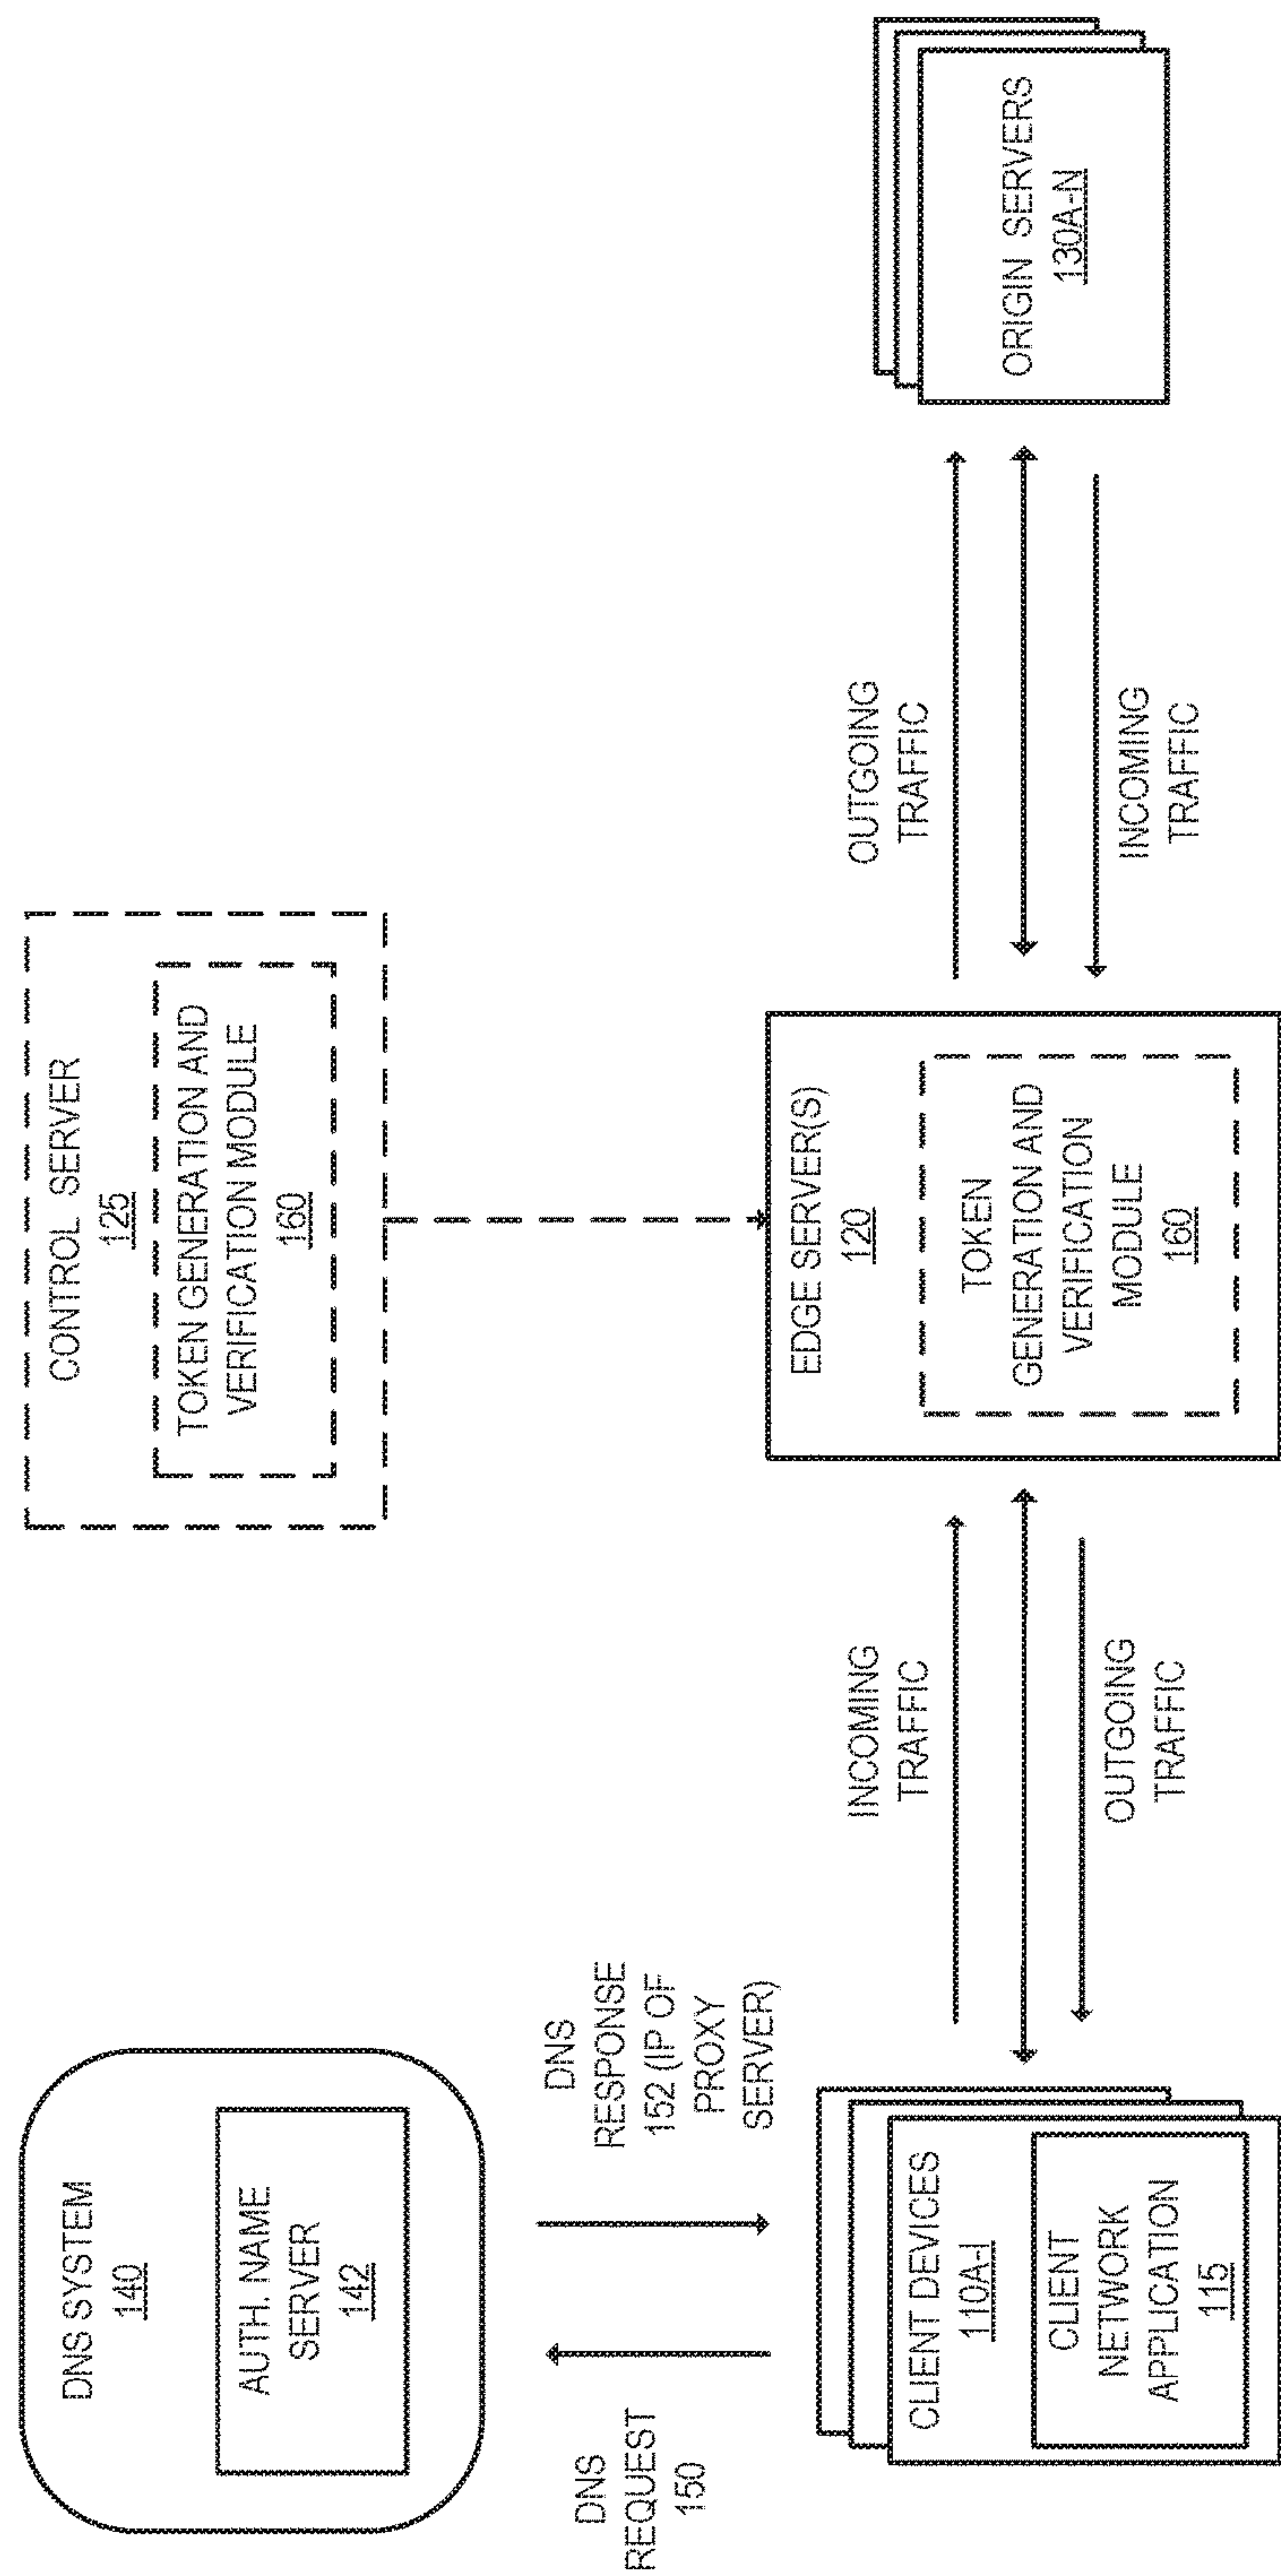 DNS SYSTEM
140
AUTH. NAME
SERVER
142
DNS
REQUEST
150
DNS
RESPONSE
152 (IP OF
PROXY
SERVER)
CLIENT DEVICES
110A-I
CLIENT
NETWORK
APPLICATION
115
INCOMING
TRAFFIC
OUTGOING
TRAFFIC
CONTROL SERVER
125
TOKEN GENERATION AND
VERIFICATION MODULE
160
EDGE SERVER(S)
120
TOKEN
GENERATION AND
VERIFICATION
MODULE
160
OUTGOING
TRAFFIC
INCOMING
TRAFFIC
ORIGIN SERVERS
130A-N